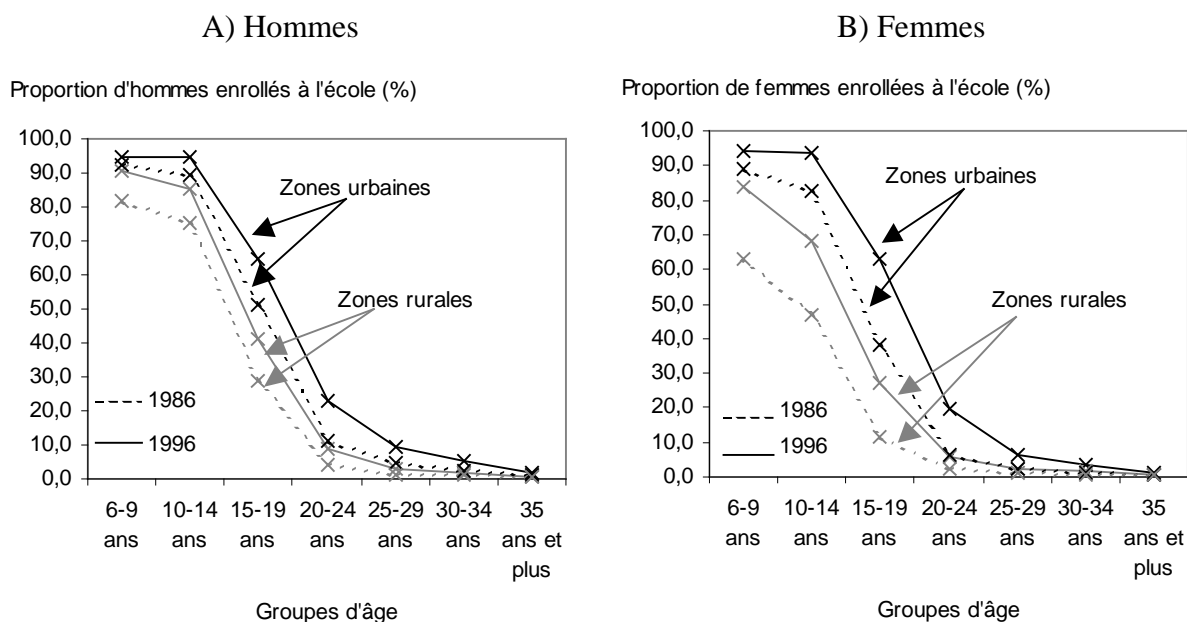 A) Hommes
Proportion d'hommes enrollés à l'école (%)
100,0
90,0
80,0
70,0
60,0
50,0
40,0
30,0
20,0
10,0
0,0
Zones urbaines
Zones rurales
1986
1996
6-9 10-14 15-19 20-24 25-29 30-34 35
ans ans ans ans ans ans ans et
plus
Groupes d'âge
B) Femmes
Proportion de femmes enrollées à l'école (%)
100,0
90,0
80,0
70,0
60,0
50,0
40,0
30,0
20,0
10,0
0,0
Zones urbaines
Zones rurales
1986
1996
6-9 10-14 15-19 20-24 25-29 30-34 35
ans ans ans ans ans ans ans et
plus
Groupes d'âge